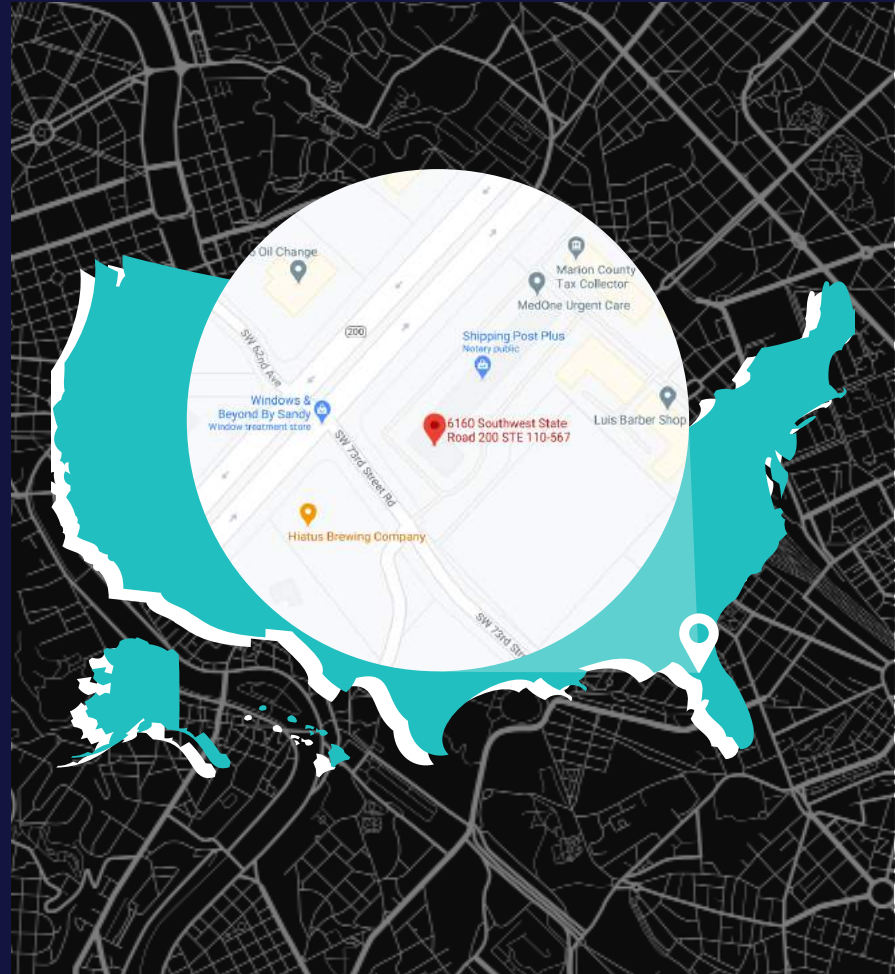 Oil Change
Marion County
Tax Collector
MedOne Urgent Care
200
Shipping Post Plus
Notery public
SW 62nd Ave
Windows &
Beyond By Sandy
Window treatment store
6160 Southwest State
Road 200 STE 110-567
Luis Barber Shop
SW 73rd Street Rd
Hiatus Brewing Company
SW 73rd Str